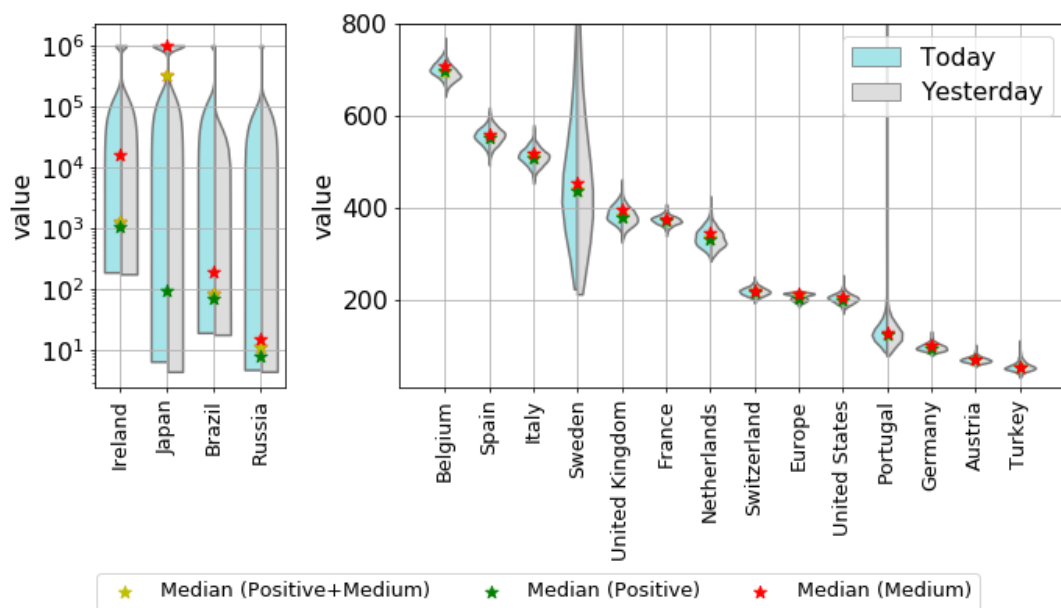 10⁶
10⁵
10⁴
10³
10²
10¹
value
Ireland
Japan
Brazil
Russia
800
600
400
200
value
Today
Yesterday
Belgium
Spain
Italy
Sweden
United Kingdom
France
Netherlands
Switzerland
Europe
United States
Portugal
Germany
Austria
Turkey
Median (Positive+Medium) Median (Positive) Median (Medium)